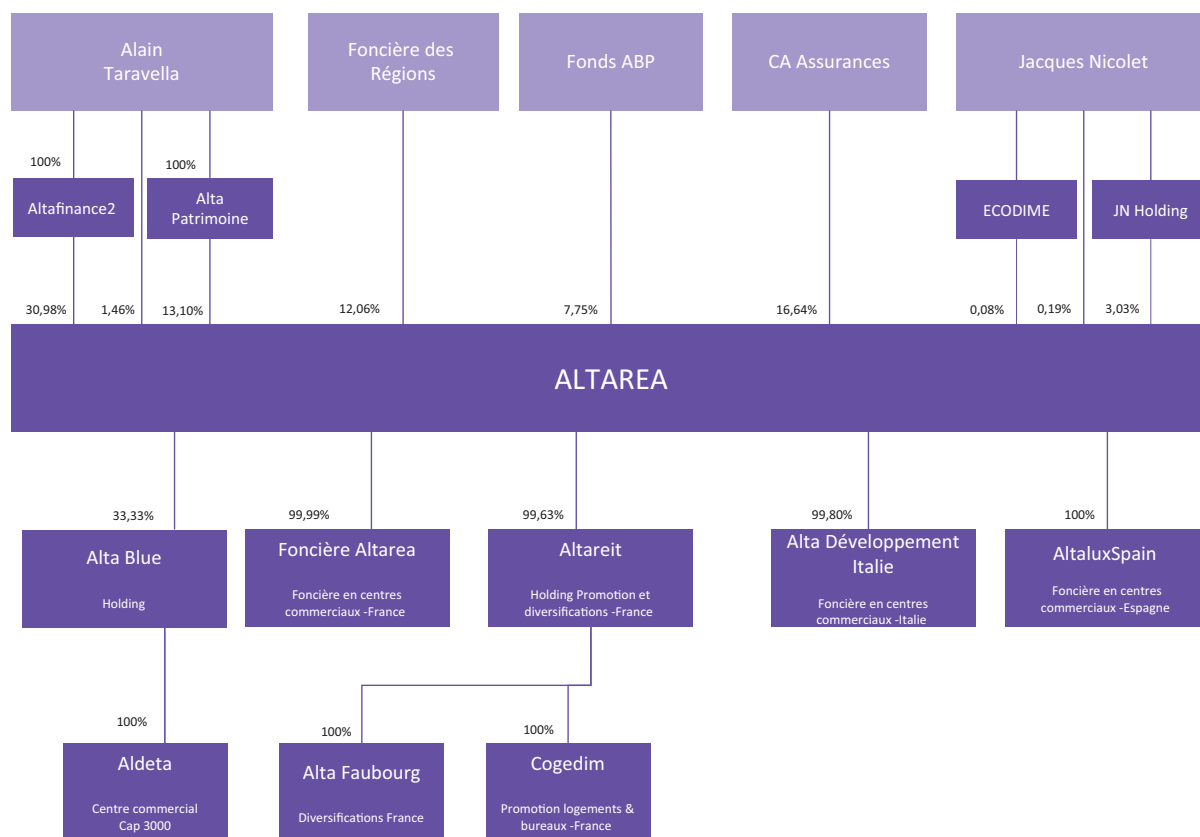 Alain
Taravella
Foncière des
Régions
Fonds ABP
CA Assurances
Jacques Nicolet
100%
100%
Altafinance2
Alta
Patrimoine
ECODIME
JN Holding
30,98%
1,46%
13,10%
12,06%
7,75%
16,64%
0,08%
0,19%
3,03%
ALTAREA
33,33%
99,99%
99,63%
99,80%
100%
Alta Blue
Holding
Foncière Altarea
Foncière en centres
commerciaux -France
Altareit
Holding Promotion et
diversifications -France
Alta Développement
Italie
Foncière en centres
commerciaux -Italie
AltaluxSpain
Foncière en centres
commerciaux -Espagne
100%
100%
100%
Aldeta
Centre commercial
Cap 3000
Alta Faubourg
Diversifications France
Cogedim
Promotion logements &
bureaux -France